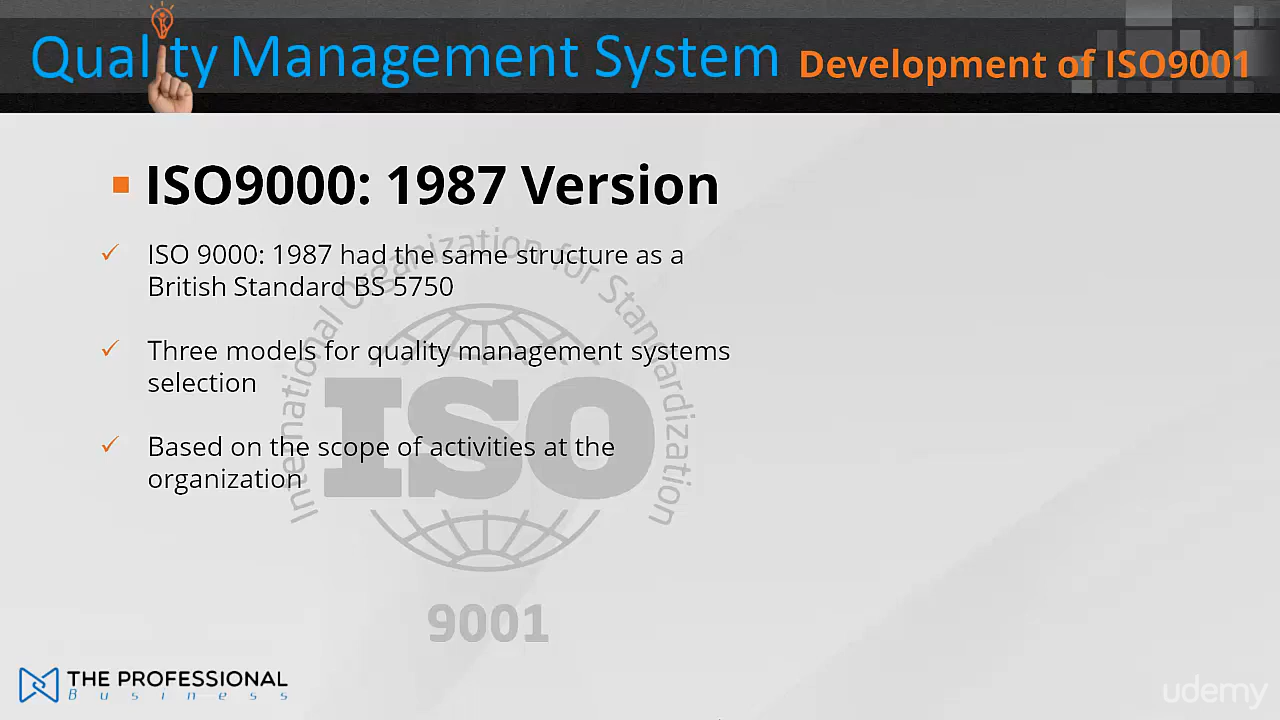 Quality Management System Development of ISO9001
ISO9000: 1987 Version
ISO 9000: 1987 had the same structure as a
British Standard BS 5750
Three models for quality management systems
selection
Based on the scope of activities at the
organization
International Organization for Standardization
ISO
9001
THE PROFESSIONAL
Business
udemy